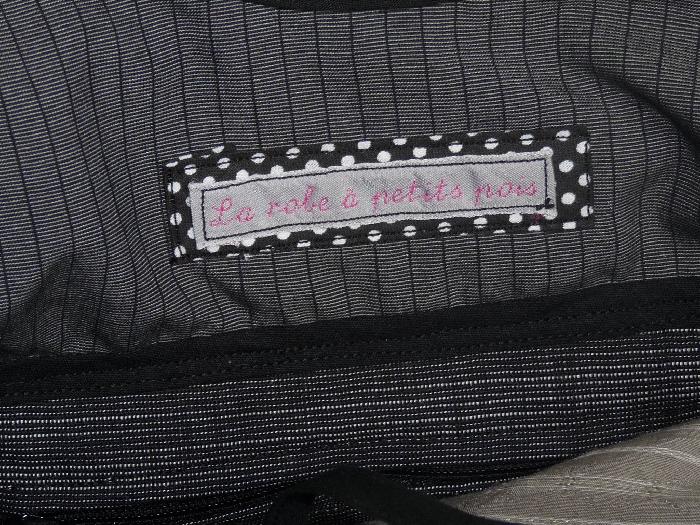 La robe à petits pois